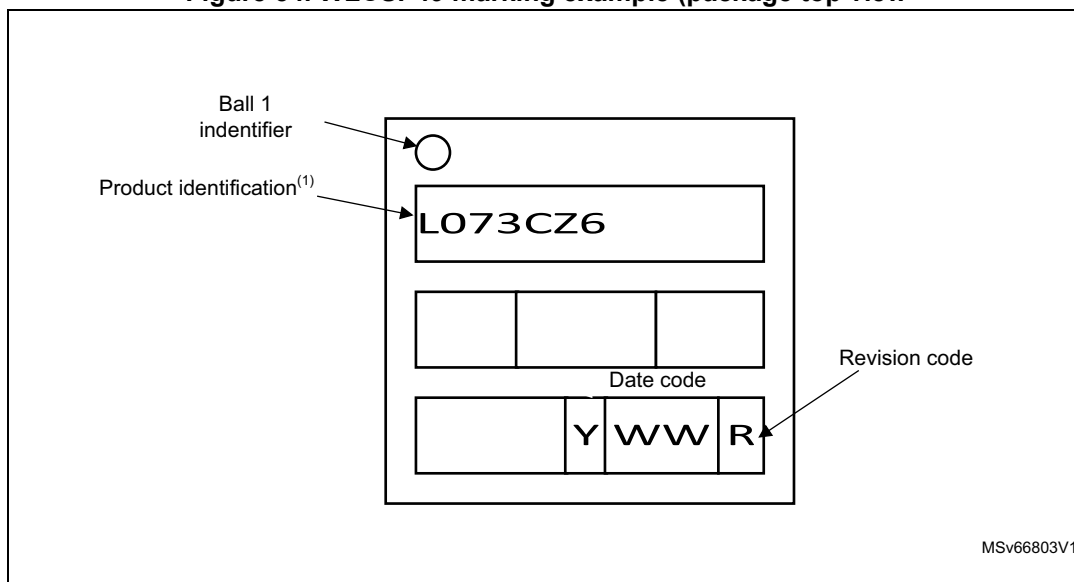 Ball 1
indentifier
Product identification(1)
L073CZ6
Revision code
Date code
Y WW R
MSv66803V1